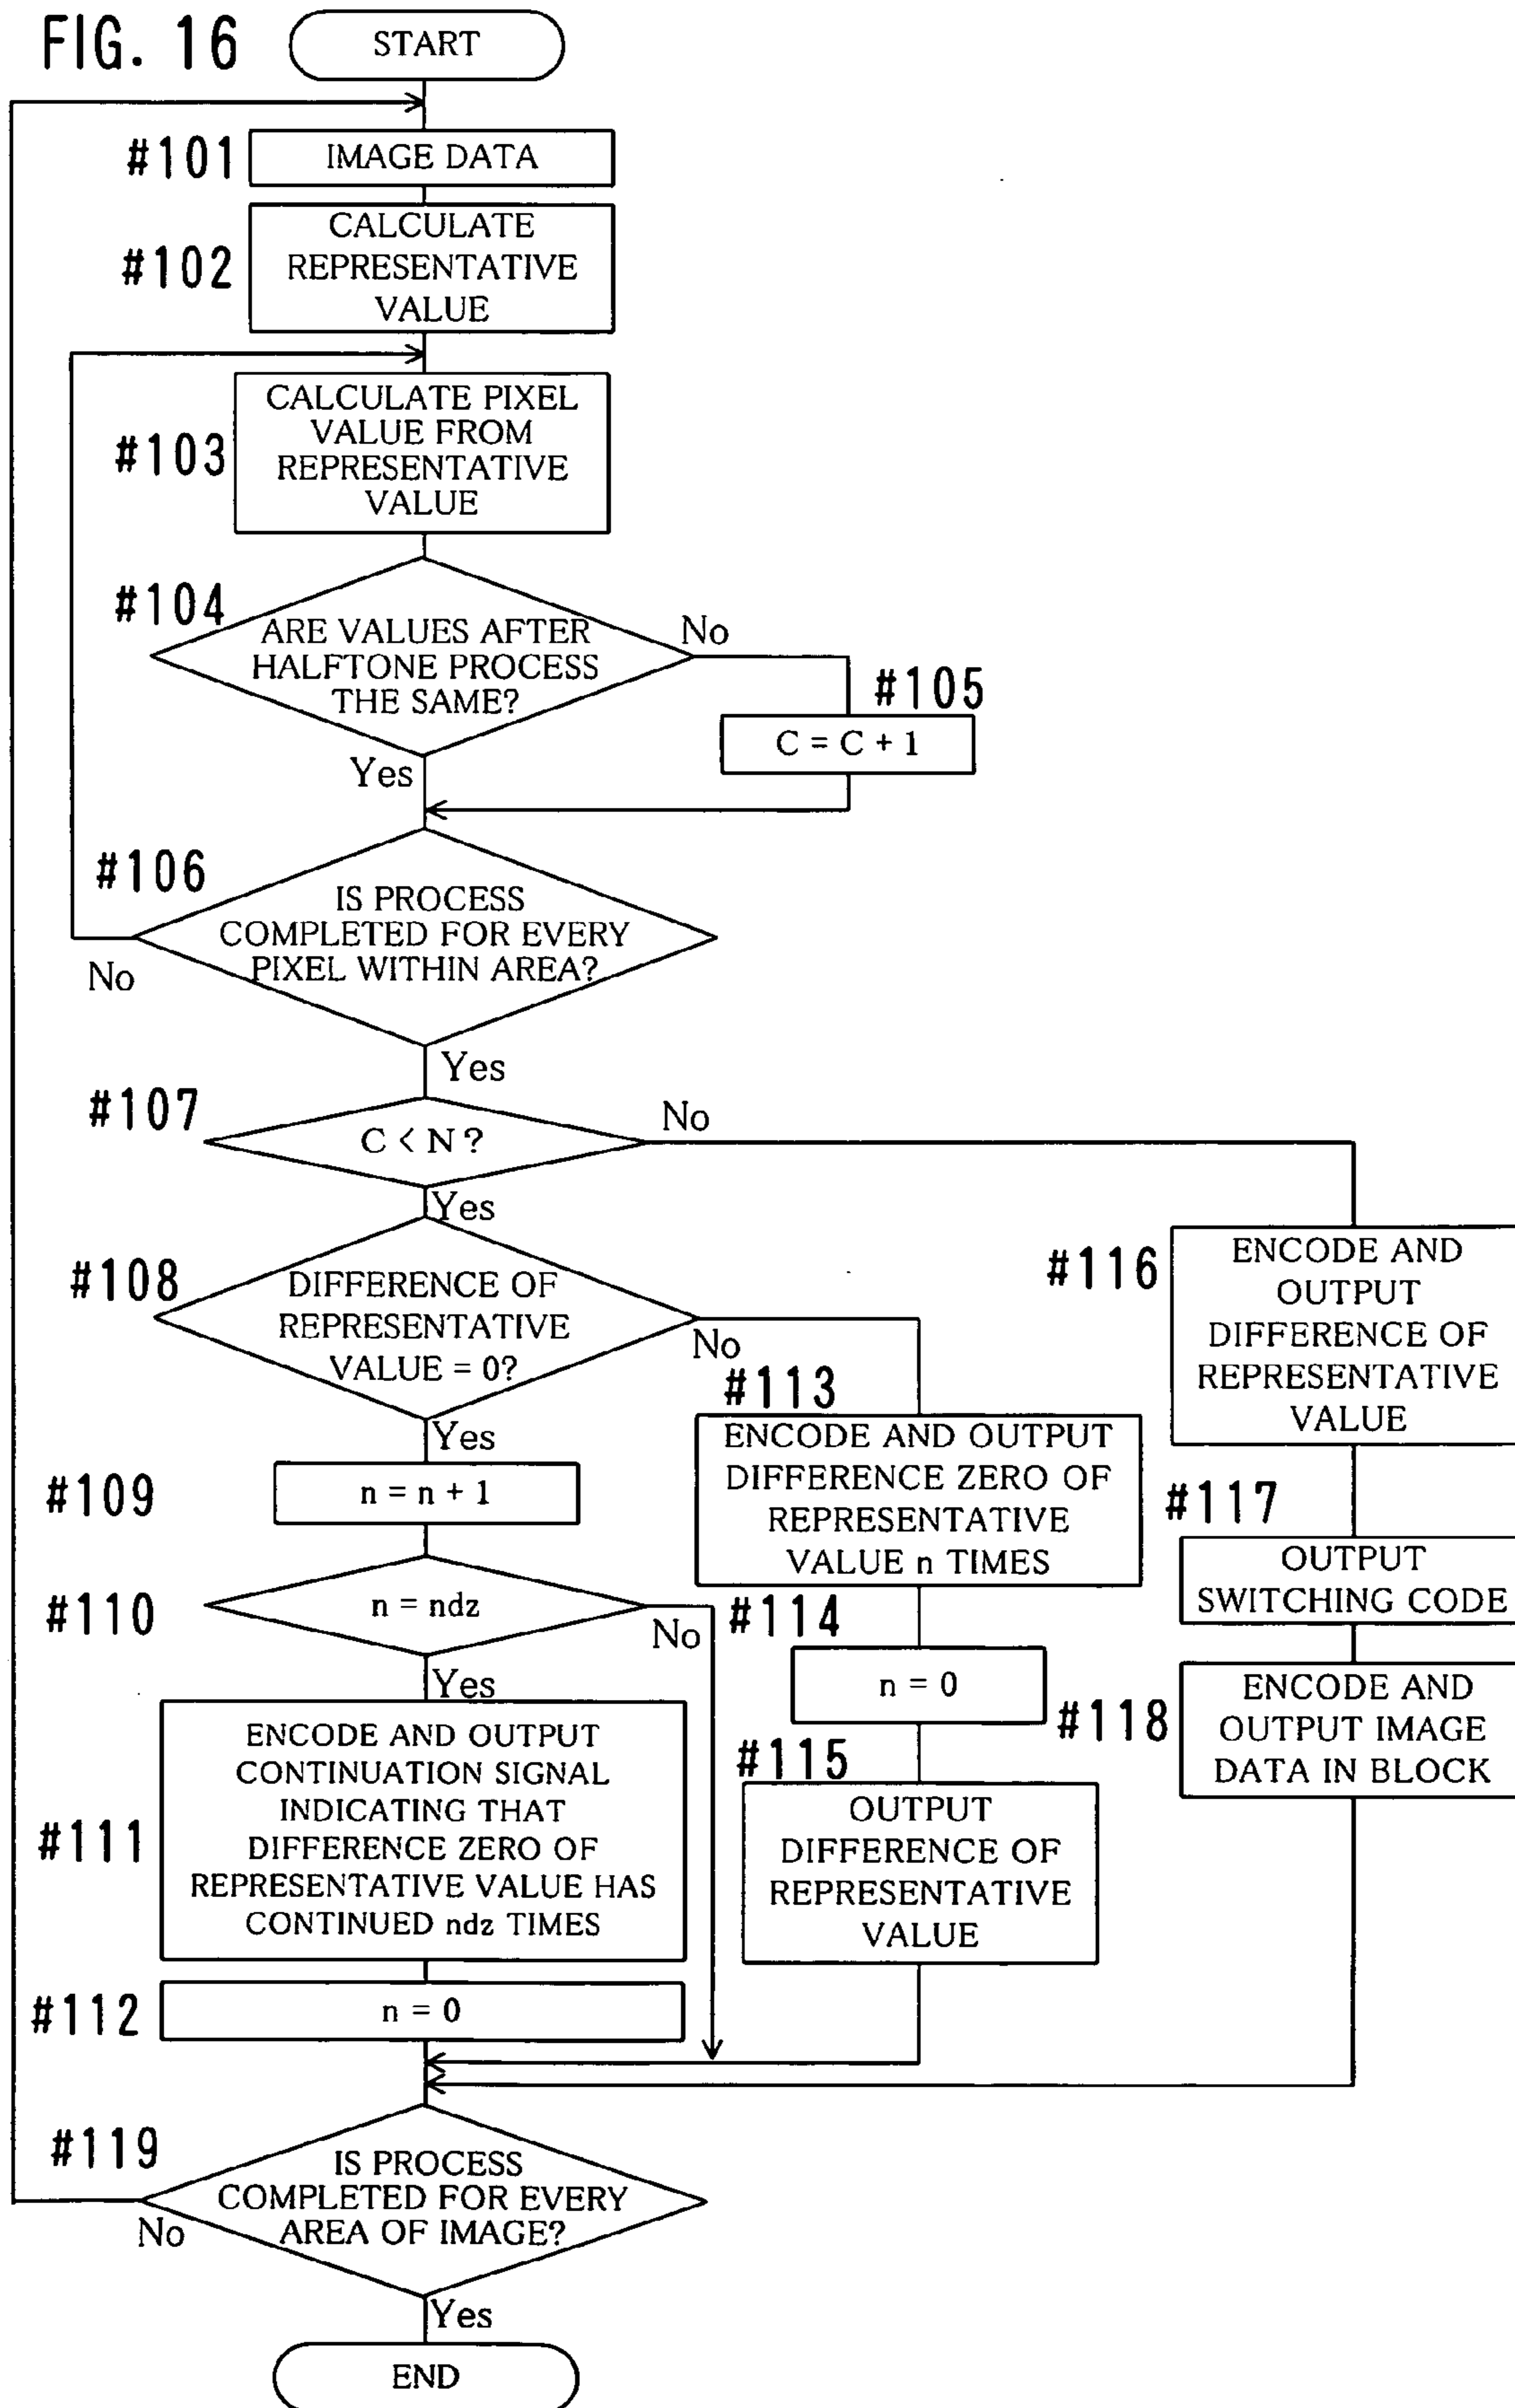 FIG. 16
START
#101
IMAGE DATA
#102
CALCULATE
REPRESENTATIVE
VALUE
#103
CALCULATE PIXEL
VALUE FROM
REPRESENTATIVE
VALUE
#104
ARE VALUES AFTER
HALFTONE PROCESS
THE SAME?
No
#105
C = C + 1
Yes
#106
IS PROCESS
COMPLETED FOR EVERY
PIXEL WITHIN AREA?
No
Yes
#107
C < N ?
No
Yes
#108
DIFFERENCE OF
REPRESENTATIVE
VALUE = 0?
No
Yes
#109
n = n + 1
#110
n = ndz
No
Yes
#111
ENCODE AND OUTPUT
CONTINUATION SIGNAL
INDICATING THAT
DIFFERENCE ZERO OF
REPRESENTATIVE VALUE HAS
CONTINUED ndz TIMES
#112
n = 0
#113
ENCODE AND OUTPUT
DIFFERENCE ZERO OF
REPRESENTATIVE
VALUE n TIMES
#114
n = 0
#115
OUTPUT
DIFFERENCE OF
REPRESENTATIVE
VALUE
#116
ENCODE AND
OUTPUT
DIFFERENCE OF
REPRESENTATIVE
VALUE
#117
OUTPUT
SWITCHING CODE
#118
ENCODE AND
OUTPUT IMAGE
DATA IN BLOCK
#119
IS PROCESS
COMPLETED FOR EVERY
AREA OF IMAGE?
No
Yes
END